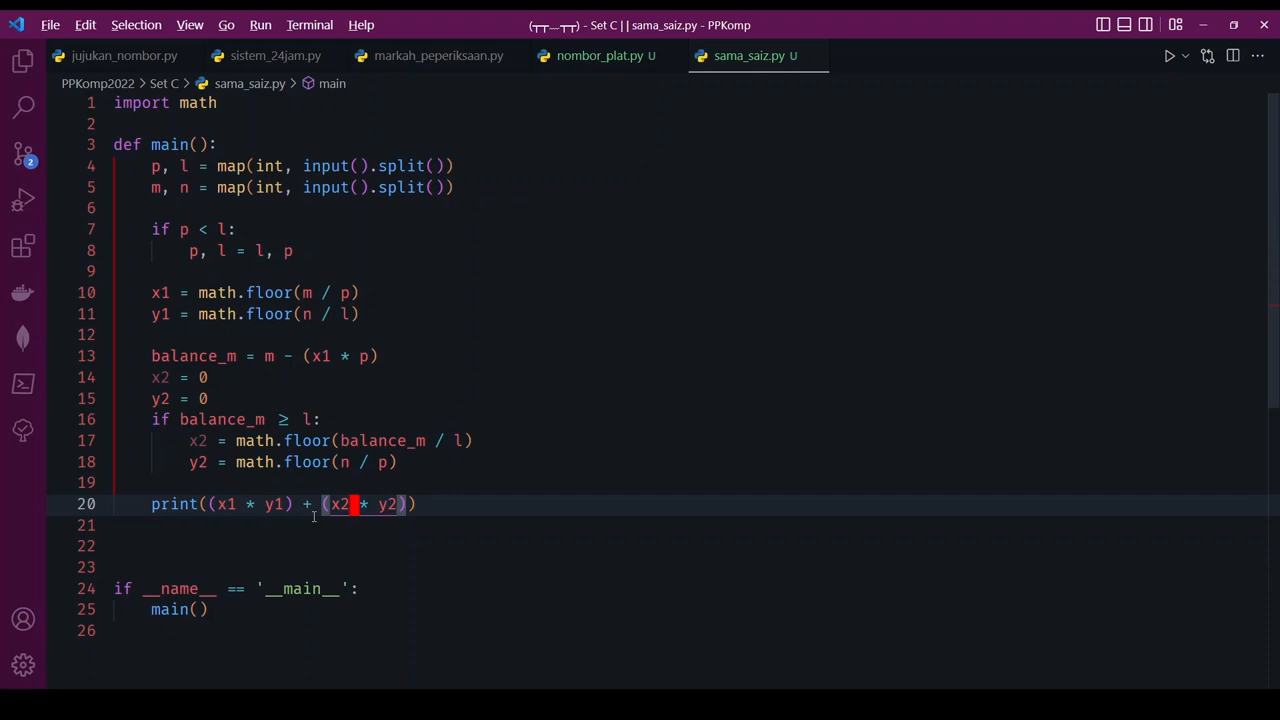 File Edit Selection View Go Run Terminal Help (┬┬﹏┬┬) - Set C || sama_saiz.py - PPKomp
jujukan_nombor.py sistem_24jam.py markah_peperiksaan.py nombor_plat.py U sama_saiz.py U
PPKomp2022 > Set C > sama_saiz.py > main
1 import math
2
3 def main():
4 p, l = map(int, input().split())
5 m, n = map(int, input().split())
6
7 if p < l:
8 p, l = l, p
9
10 x1 = math.floor(m / p)
11 y1 = math.floor(n / l)
12
13 balance_m = m - (x1 * p)
14 x2 = 0
15 y2 = 0
16 if balance_m ≥ l:
17 x2 = math.floor(balance_m / l)
18 y2 = math.floor(n / p)
19
20 print((x1 * y1) + (x2 * y2))
21
22
23
24 if __name__ == '__main__':
25 main()
26
2